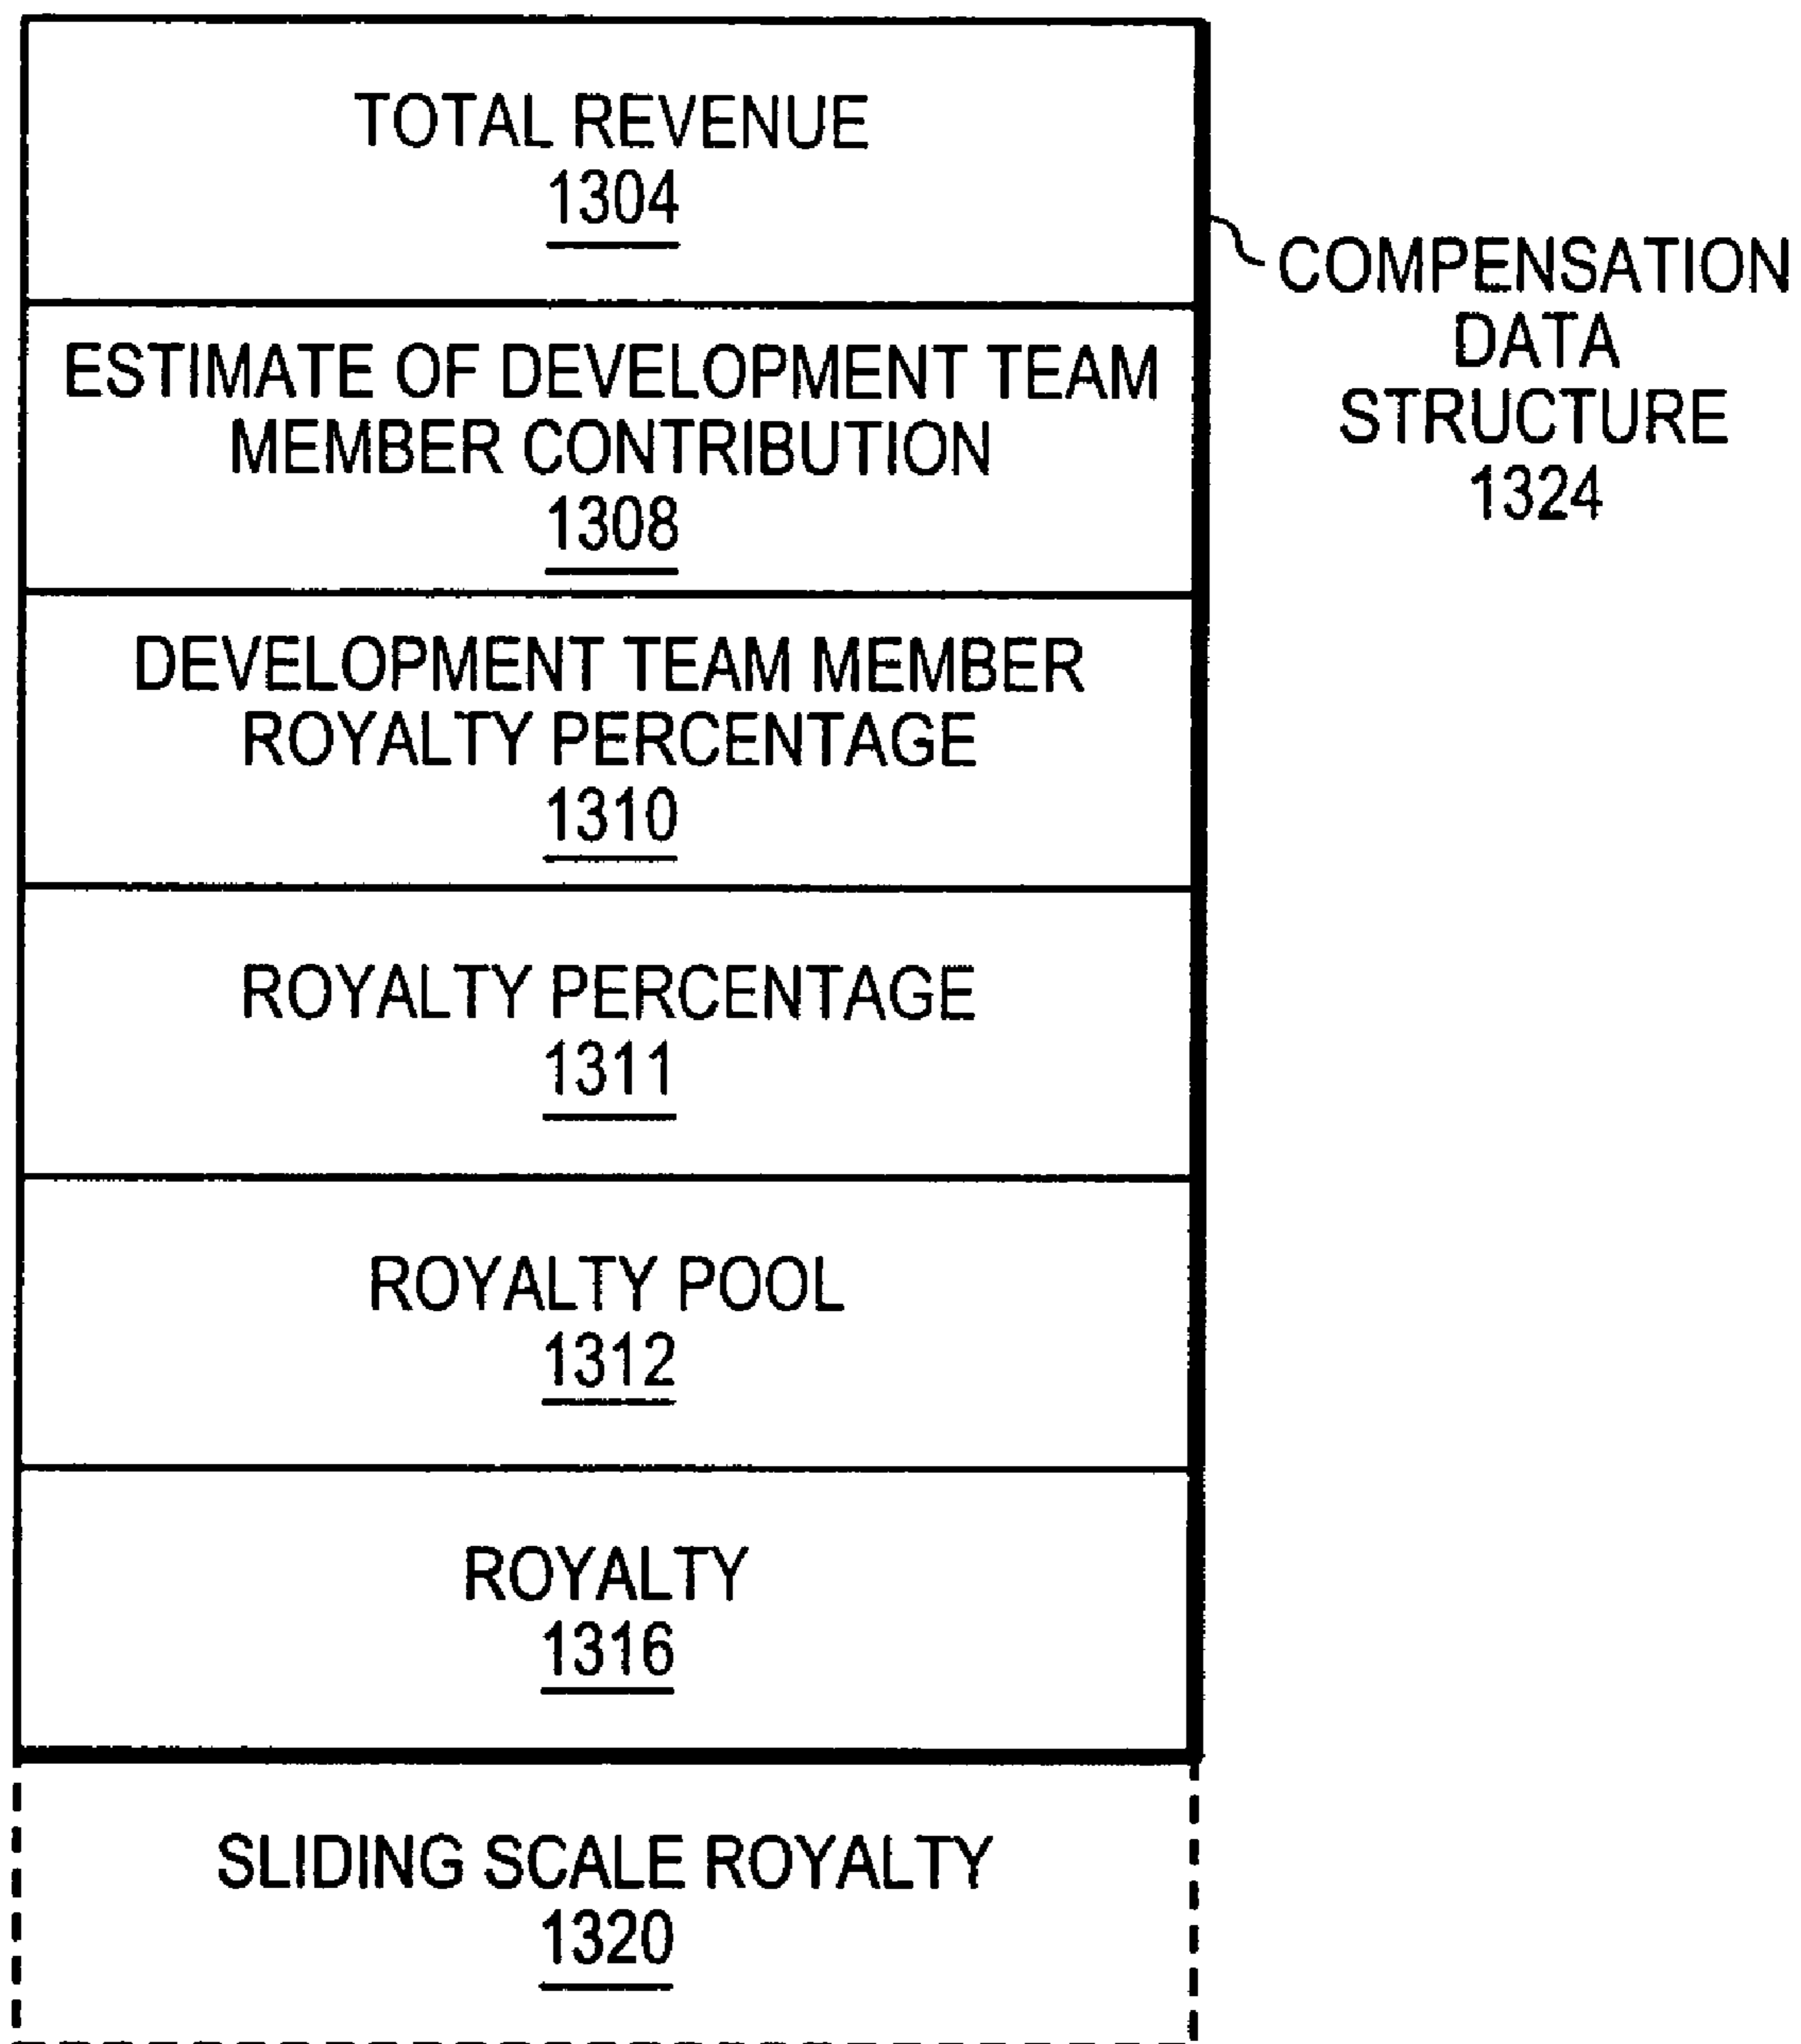 TOTAL REVENUE
1304
COMPENSATION
DATA
STRUCTURE
1324
ESTIMATE OF DEVELOPMENT TEAM
MEMBER CONTRIBUTION
1308
DEVELOPMENT TEAM MEMBER
ROYALTY PERCENTAGE
1310
ROYALTY PERCENTAGE
1311
ROYALTY POOL
1312
ROYALTY
1316
SLIDING SCALE ROYALTY
1320